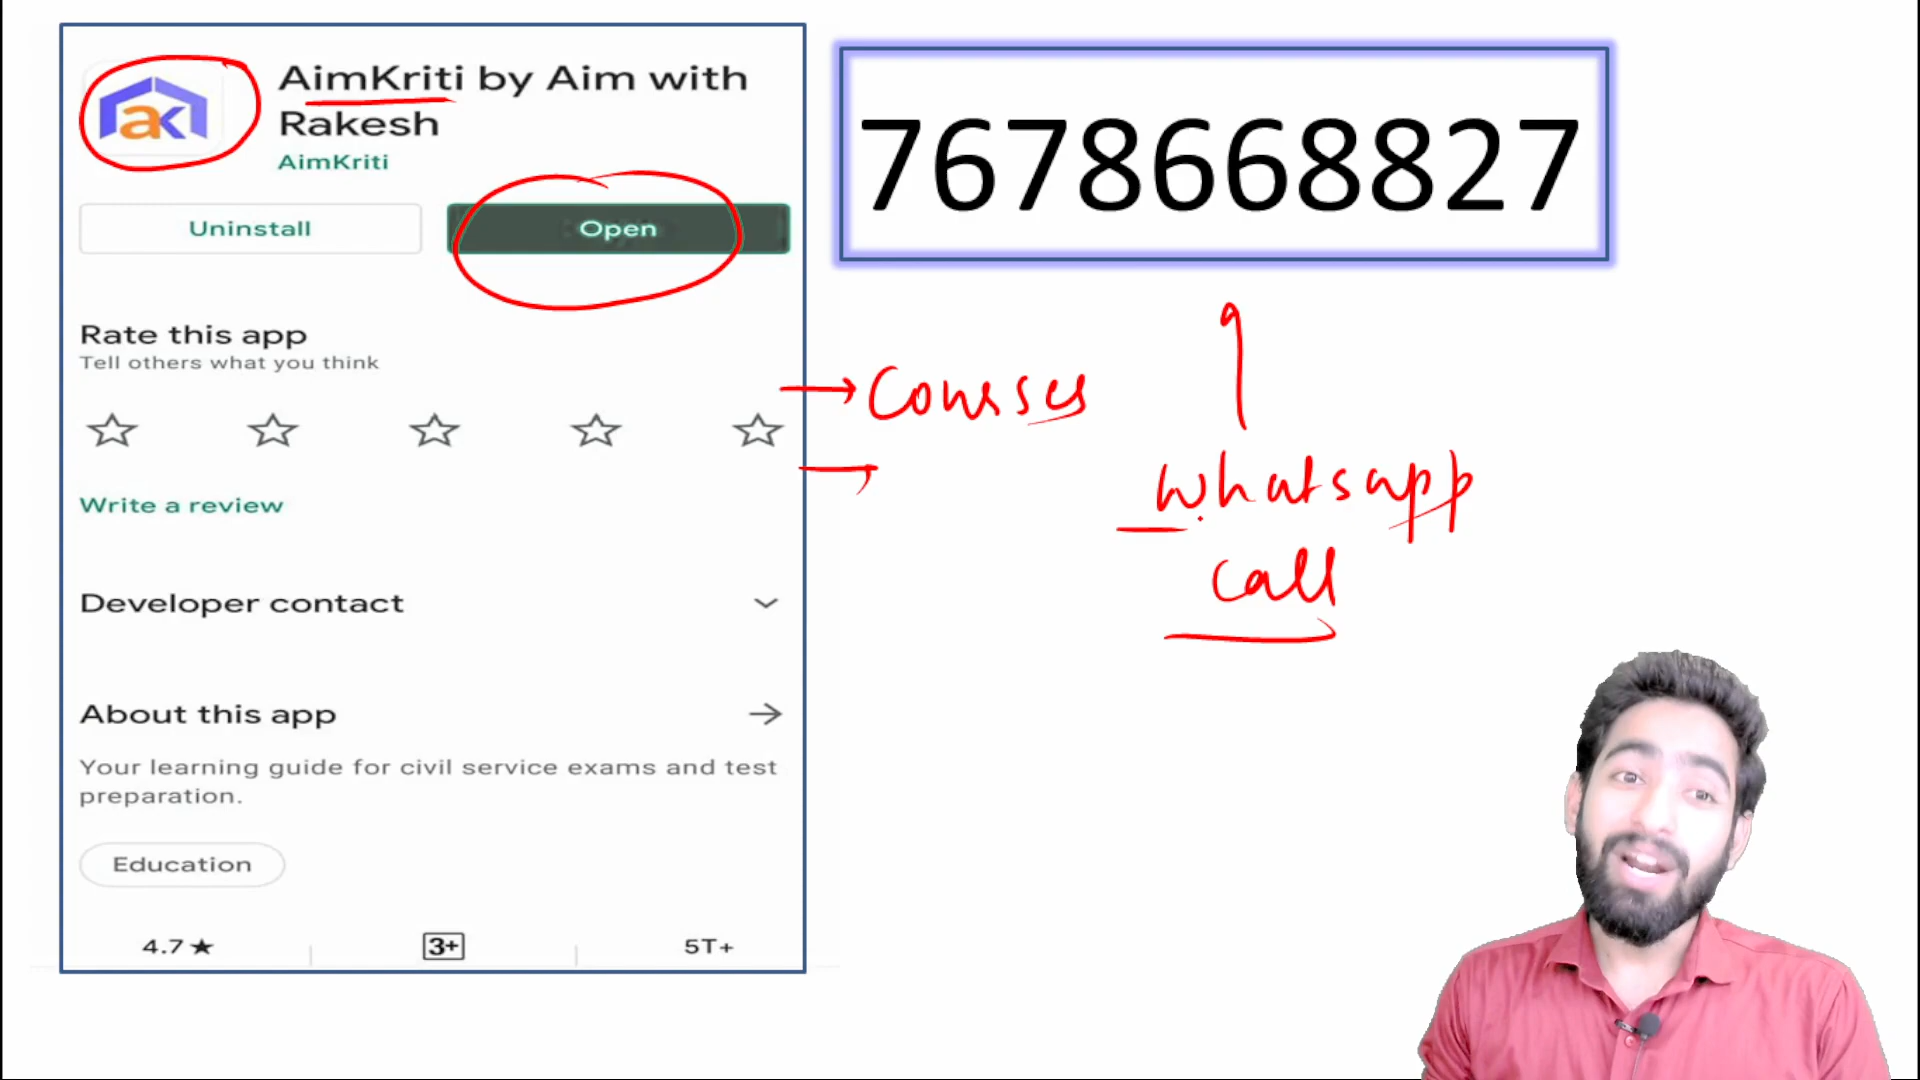 ak
AimKriti by Aim with
Rakesh
AimKriti
Uninstall
Open
Rate this app
Tell others what you think
Write a review
Developer contact
About this app
Your learning guide for civil service exams and test
preparation.
Education
4.7★
3+
5T+
7678668827
→ Courses
→
whatsapp
call